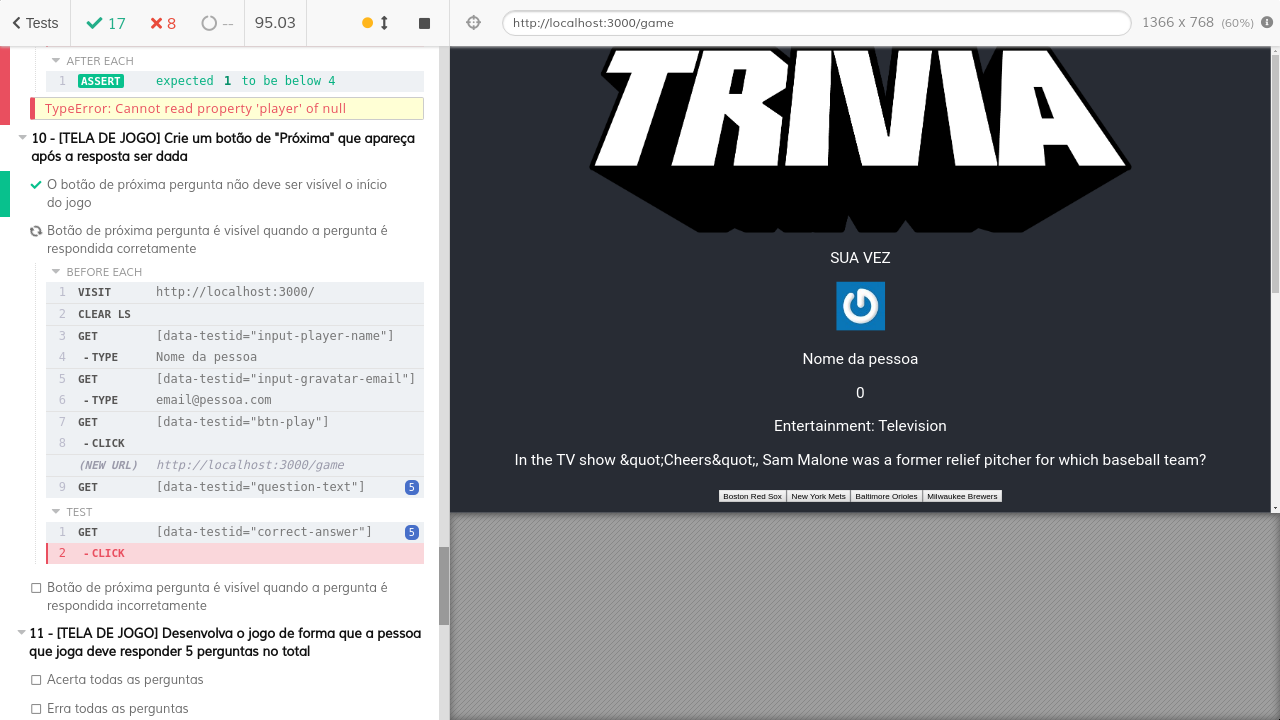 Tests 17 8 -- 95.03 http://localhost:3000/game 1366 x 768 (60%)
AFTER EACH
1 ASSERT expected 1 to be below 4
TypeError: Cannot read property 'player' of null
10 - [TELA DE JOGO] Crie um botão de "Próxima" que apareça
após a resposta ser dada
O botão de próxima pergunta não deve ser visível o início
do jogo
Botão de próxima pergunta é visível quando a pergunta é
respondida corretamente
BEFORE EACH
1 VISIT http://localhost:3000/
2 CLEAR LS
3 GET [data-testid="input-player-name"]
4 - TYPE Nome da pessoa
5 GET [data-testid="input-gravatar-email"]
6 - TYPE email@pessoa.com
7 GET [data-testid="btn-play"]
8 - CLICK
(NEW URL) http://localhost:3000/game
9 GET [data-testid="question-text"] 5
TEST
1 GET [data-testid="correct-answer"] 5
2 - CLICK
Botão de próxima pergunta é visível quando a pergunta é
respondida incorretamente
11 - [TELA DE JOGO] Desenvolva o jogo de forma que a pessoa
que joga deve responder 5 perguntas no total
Acerta todas as perguntas
Erra todas as perguntas
TRIVIA
SUA VEZ
Nome da pessoa
0
Entertainment: Television
In the TV show &quot;Cheers&quot;, Sam Malone was a former relief pitcher for which baseball team?
Boston Red Sox New York Mets Baltimore Orioles Milwaukee Brewers